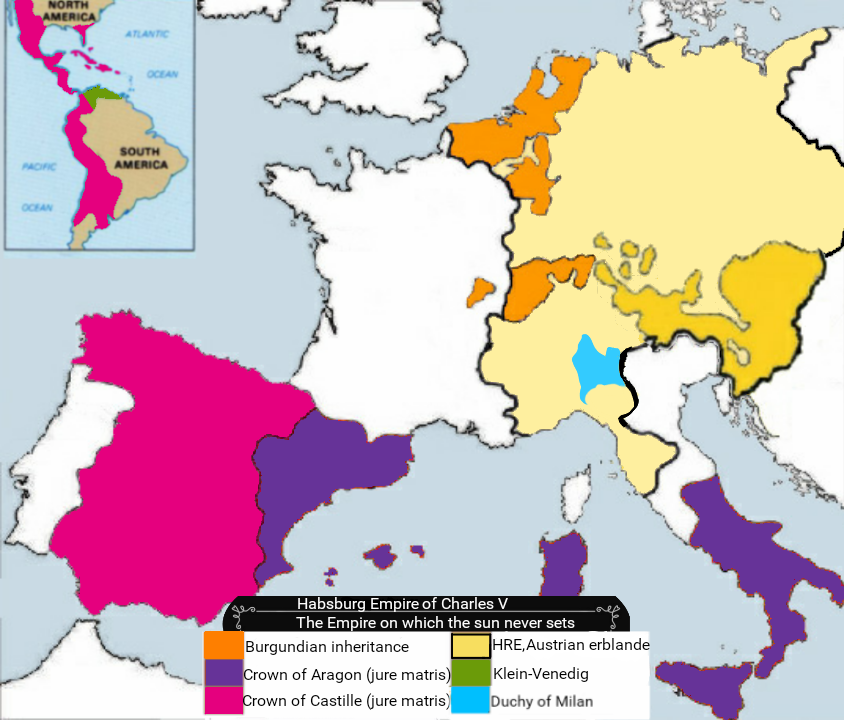 NORTH
AMERICA
ATLANTIC
OCEAN
SOUTH
AMERICA
PACIFIC
OCEAN
Habsburg Empire of Charles V
The Empire on which the sun never sets
Burgundian inheritance
HRE,Austrian erblande
Crown of Aragon (jure matris)
Klein-Venedig
Crown of Castille (jure matris)
Duchy of Milan